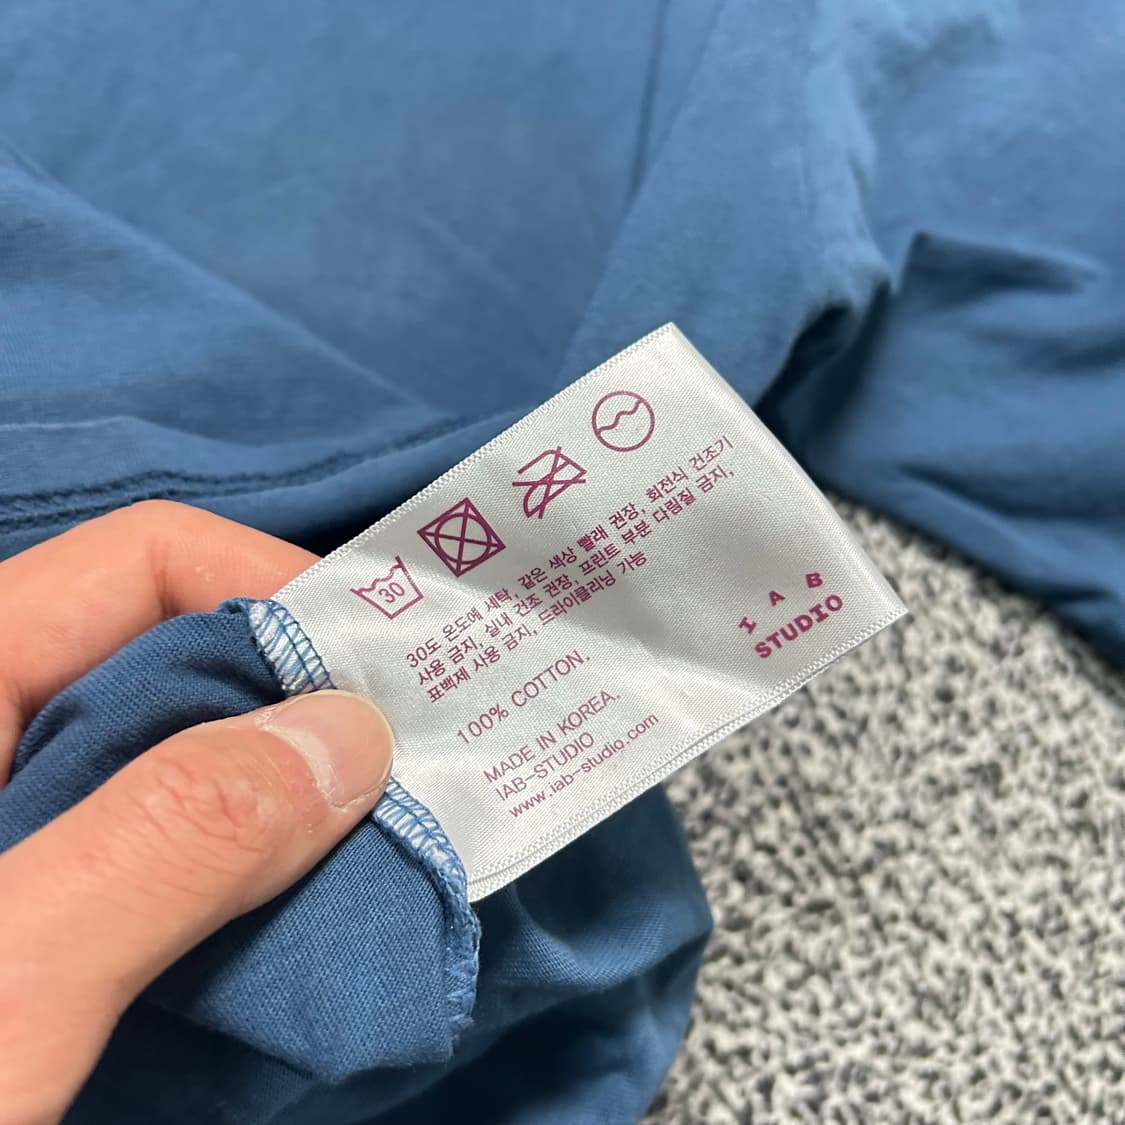 30
30도 온도에 세탁, 같은 색상 빨래 권장, 회전식 건조기
사용 금지, 실내 건조 권장, 프린트 부분 다림질 금지,
표백제 사용 금지, 드라이클리닝 가능
100% COTTON.
MADE IN KOREA.
IAB-STUDIO
www.iab-studio.com
I A B
STUDIO